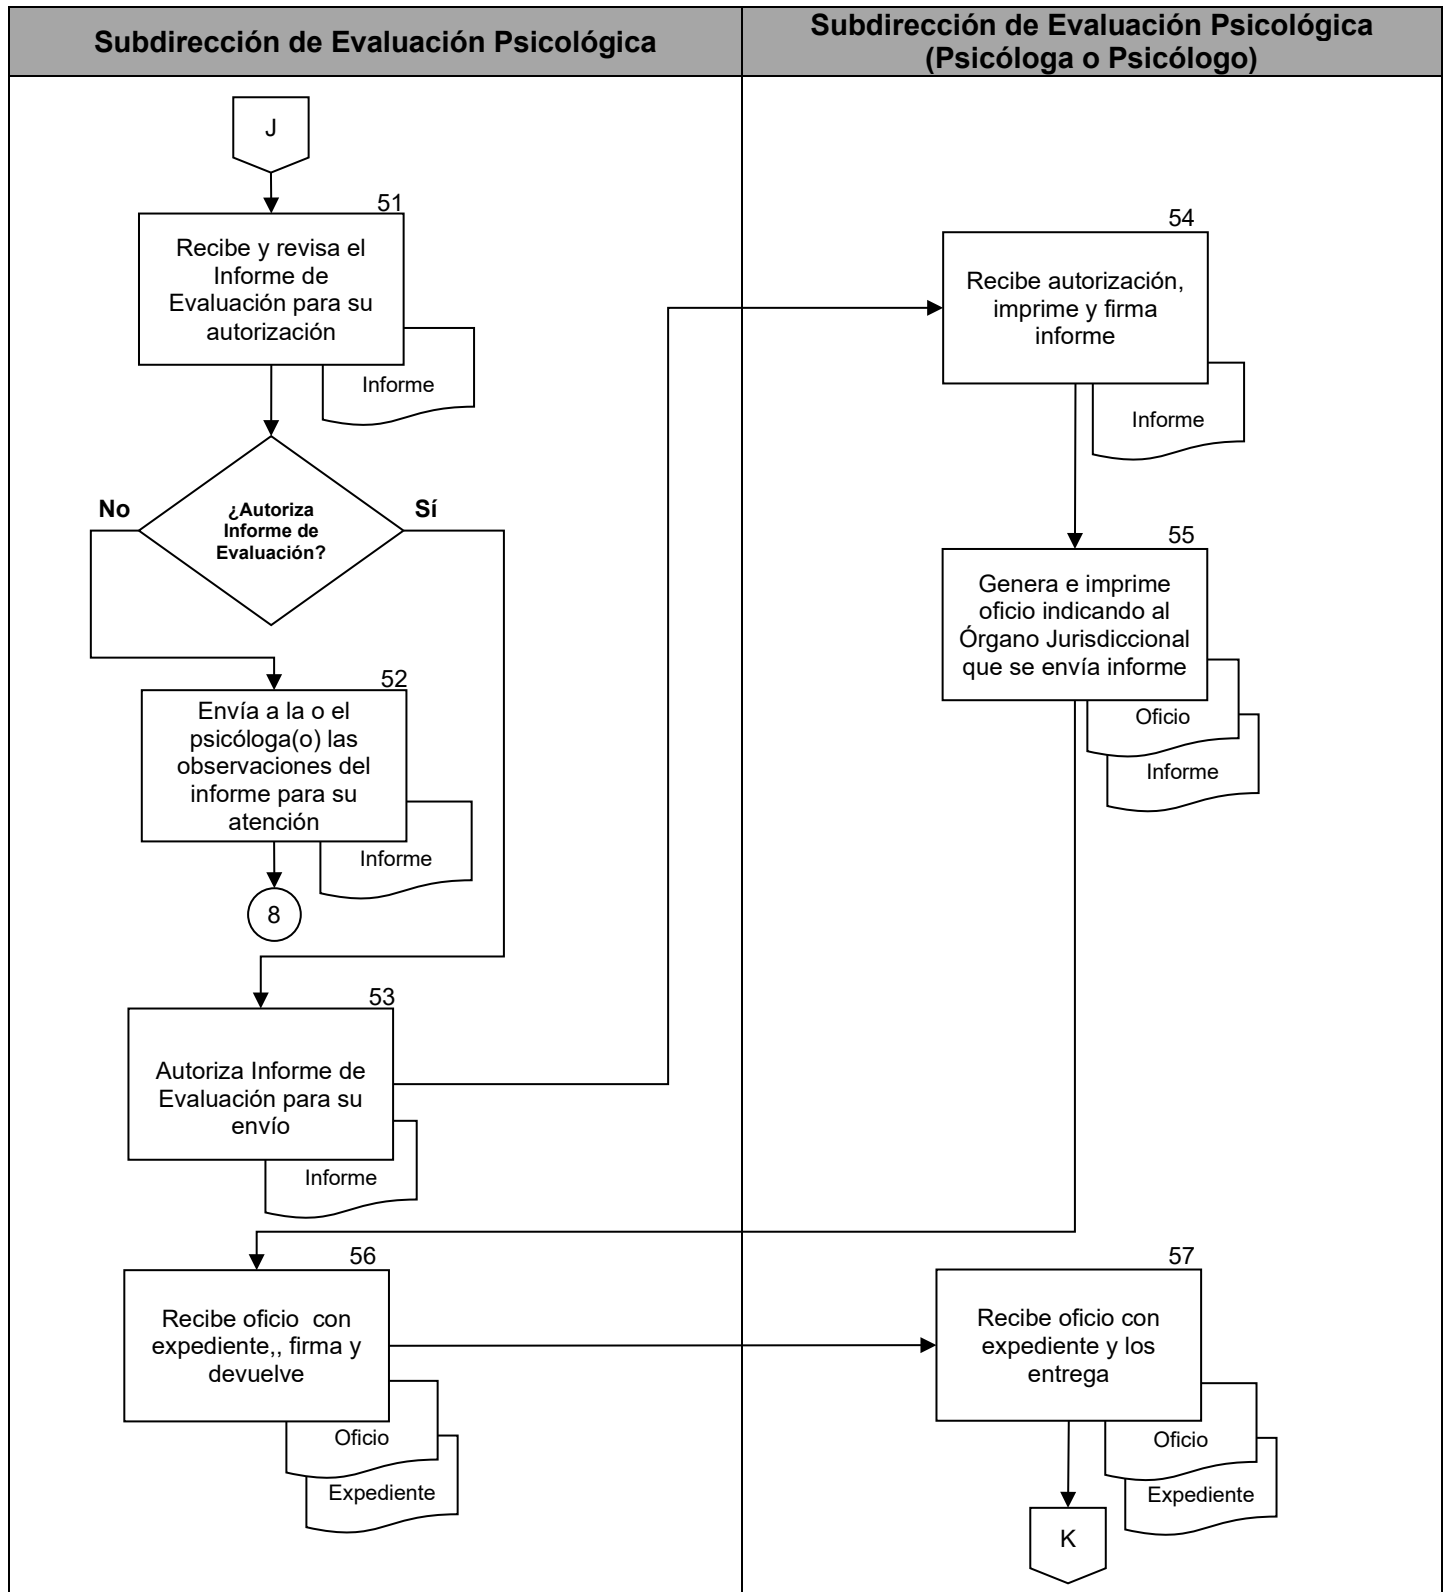 Subdirección de Evaluación Psicológica
Subdirección de Evaluación Psicológica
(Psicóloga o Psicólogo)
J
51
Recibe y revisa el
Informe de
Evaluación para su
autorización
Informe
No
¿Autoriza
Informe de
Evaluación?
Sí
52
Envía a la o el
psicóloga(o) las
observaciones del
informe para su
atención
Informe
8
53
Autoriza Informe de
Evaluación para su
envío
Informe
54
Recibe autorización,
imprime y firma
informe
Informe
55
Genera e imprime
oficio indicando al
Órgano Jurisdiccional
que se envía informe
Oficio
Informe
56
Recibe oficio  con
expediente,, firma y
devuelve
Oficio
Expediente
57
Recibe oficio con
expediente y los
entrega
Oficio
Expediente
K